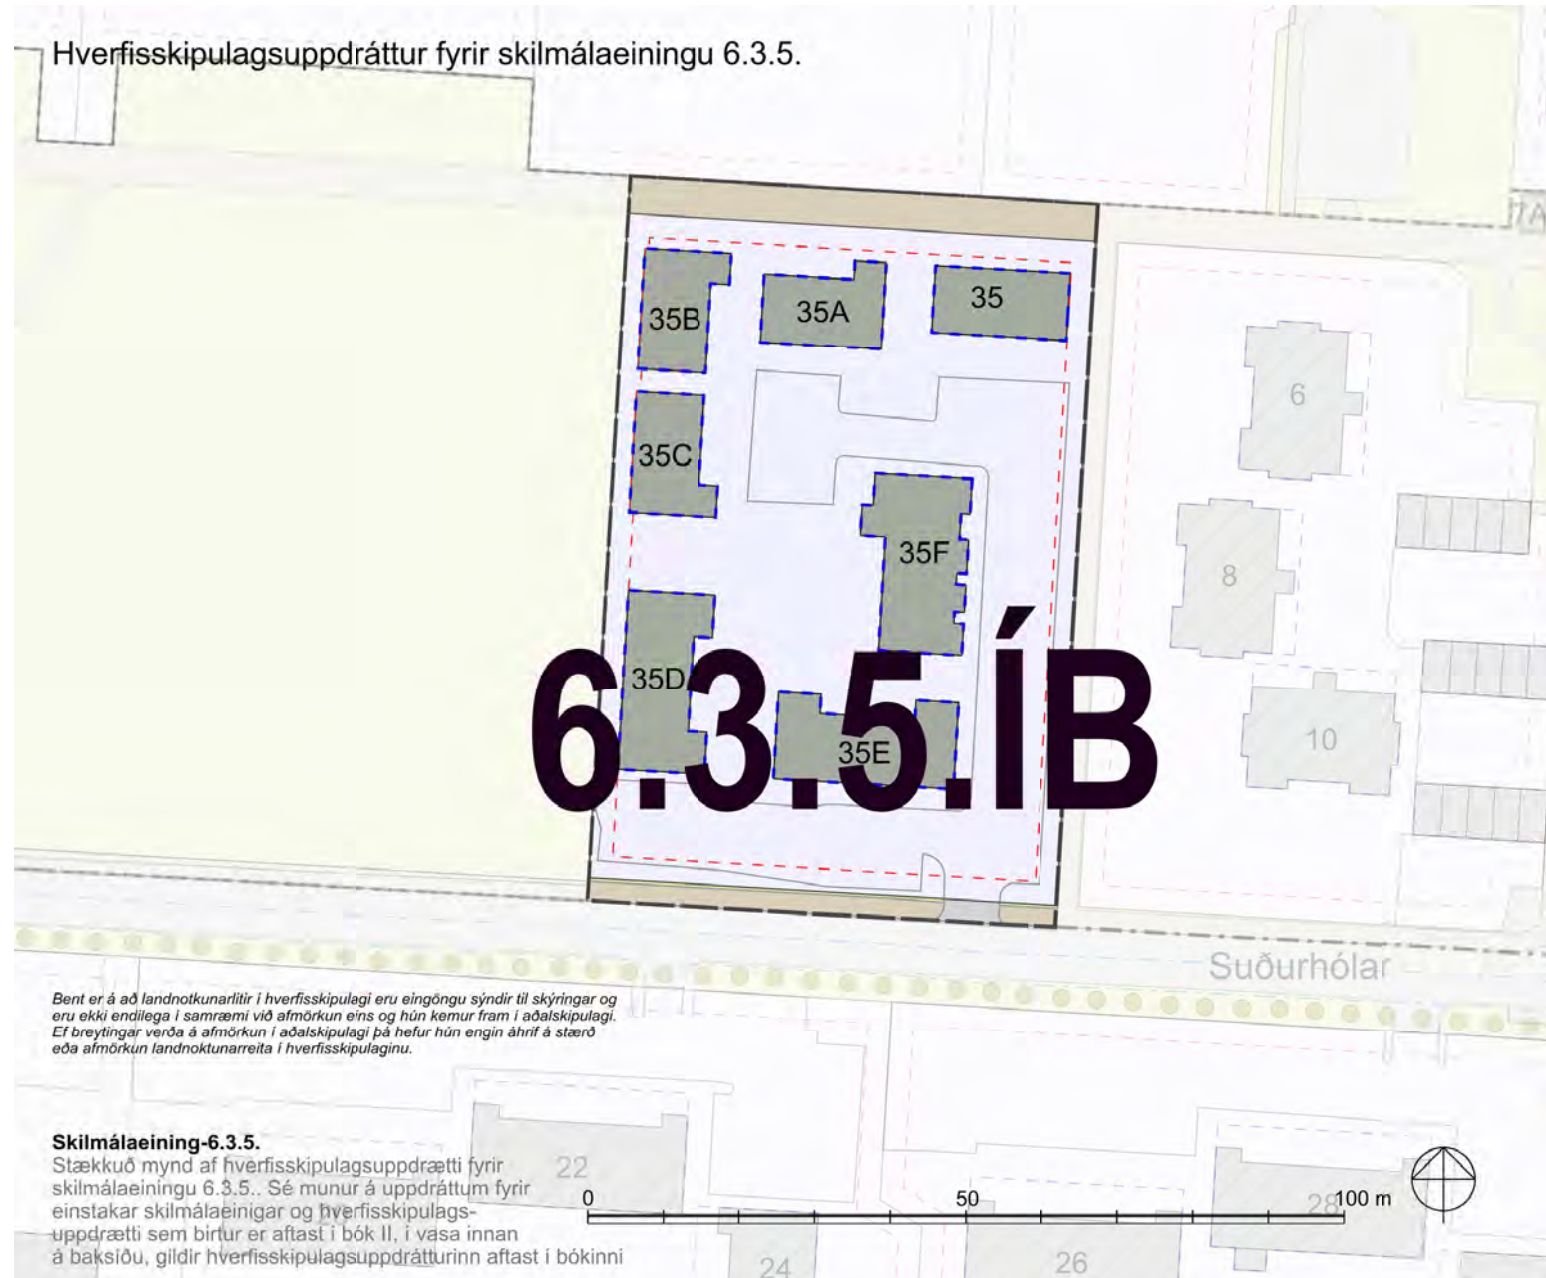 Hverfisskipulagsuppdráttur fyrir skilmálaeiningu 6.3.5.
TA
35B
35A
35
6
35C
35F
8
35D
6.3.5.ÍB
10
35E
Suðurhólar
Bent er á að landnotkunarlitir í hverfisskipulagi eru eingöngu sýndir til skýringar og
eru ekki endilega í samræmi við afmörkun eins og hún kemur fram í aðalskipulagi.
Ef breytingar verða á afmörkun í aðalskipulagi þá hefur hún engin áhrif á stærð
eða afmörkun landnoktunarreita í hverfisskipulaginu.
Skilmálaeining-6.3.5.
Stækkuð mynd af hverfisskipulagsuppdrætti fyrir
skilmálaeiningu 6.3.5.. Sé munur á uppdráttum fyrir
einstakar skilmálaeinigar og hverfisskipulags-
uppdrætti sem birtur er aftast í bók II, í vasa innan
á baksíðu, gildir hverfisskipulagsuppdrátturinn aftast í bókinni
22
0
50
100 m
28
24
26